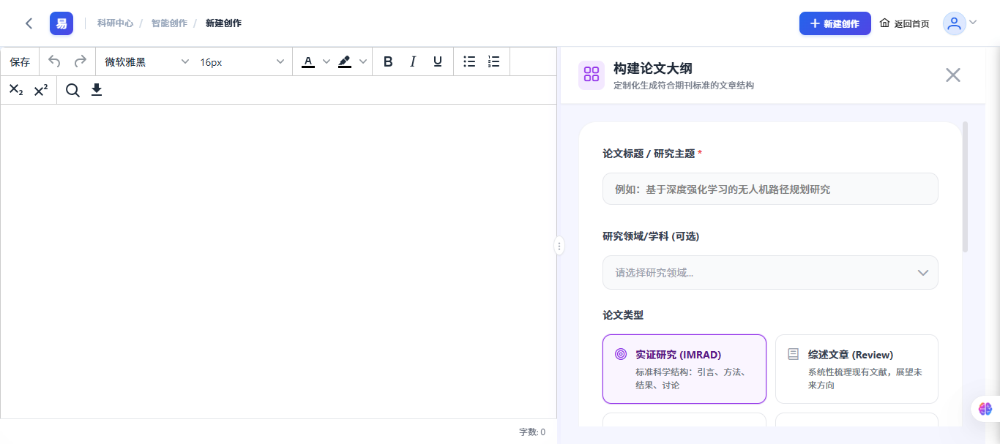 易 科研中心 / 智能创作 / 新建创作 新建创作 返回首页
保存 微软雅黑 16px A B I U
X₂ X²
构建论文大纲
定制化生成符合期刊标准的文章结构
论文标题 / 研究主题 *
例如：基于深度强化学习的无人机路径规划研究
研究领域/学科 (可选)
请选择研究领域...
论文类型
实证研究 (IMRAD)
标准科学结构：引言、方法、
结果、讨论
综述文章 (Review)
系统性梳理现有文献，展望未
来方向
字数: 0